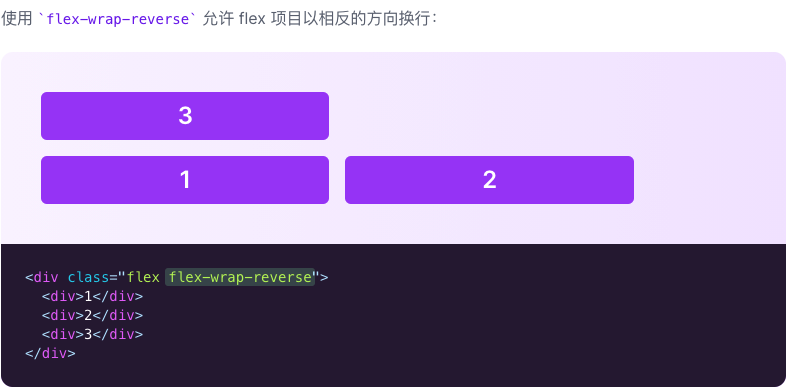 使用 `flex-wrap-reverse` 允许 flex 项目以相反的方向换行：
3
1 2
<div class="flex flex-wrap-reverse">
  <div>1</div>
  <div>2</div>
  <div>3</div>
</div>